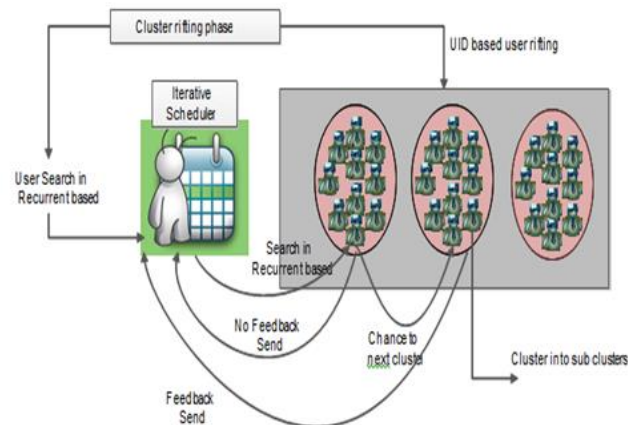 Cluster rifting phase
UID based user rifting
Iterative
Scheduler
User Search in
Recurrent based
Search in
Recurrent based
No Feedback
Send
Chance to
next cluster
Cluster into sub clusters
Feedback
Send